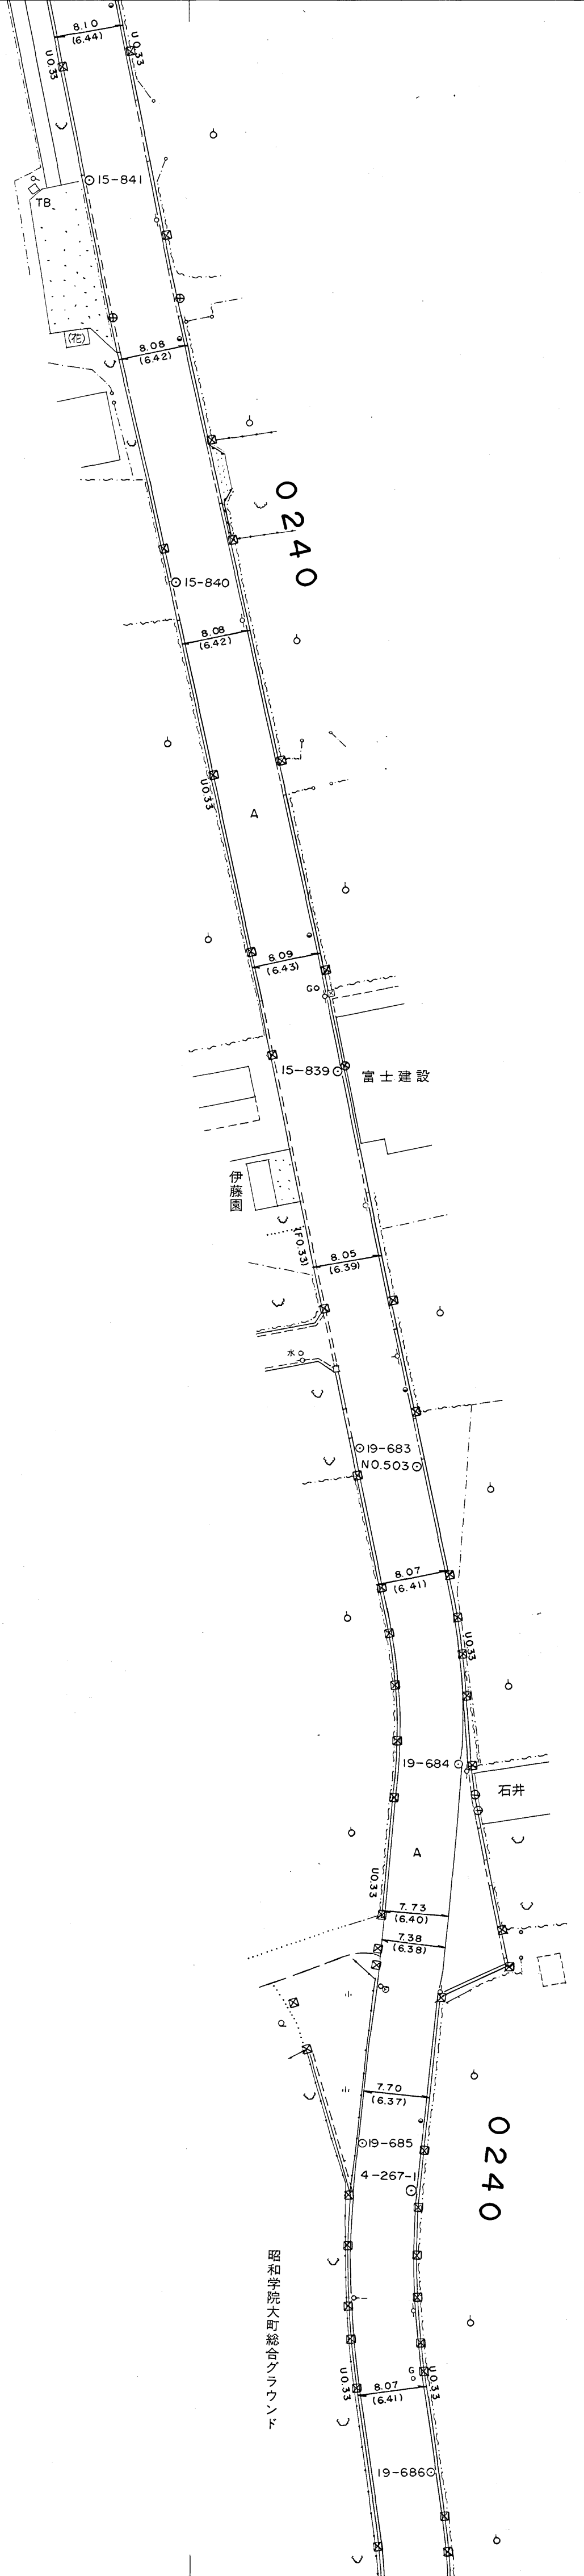 8.10
(6.44)
U0.33
U0.33
15-841
TB
(花)
8.08
(6.42)
0240
15-840
8.08
(6.42)
U0.33
A
8.09
(6.43)
G
15-839
富士建設
伊藤園
(F0.33)
8.05
(6.39)
水
19-683
NO.503
8.07
(6.41)
U0.33
19-684
石井
A
U0.33
7.73
(6.40)
7.38
(6.38)
7.70
(6.37)
0240
19-685
4-267-1
昭和学院大町総合グラウンド
G
U0.33
U0.33
8.07
(6.41)
19-686